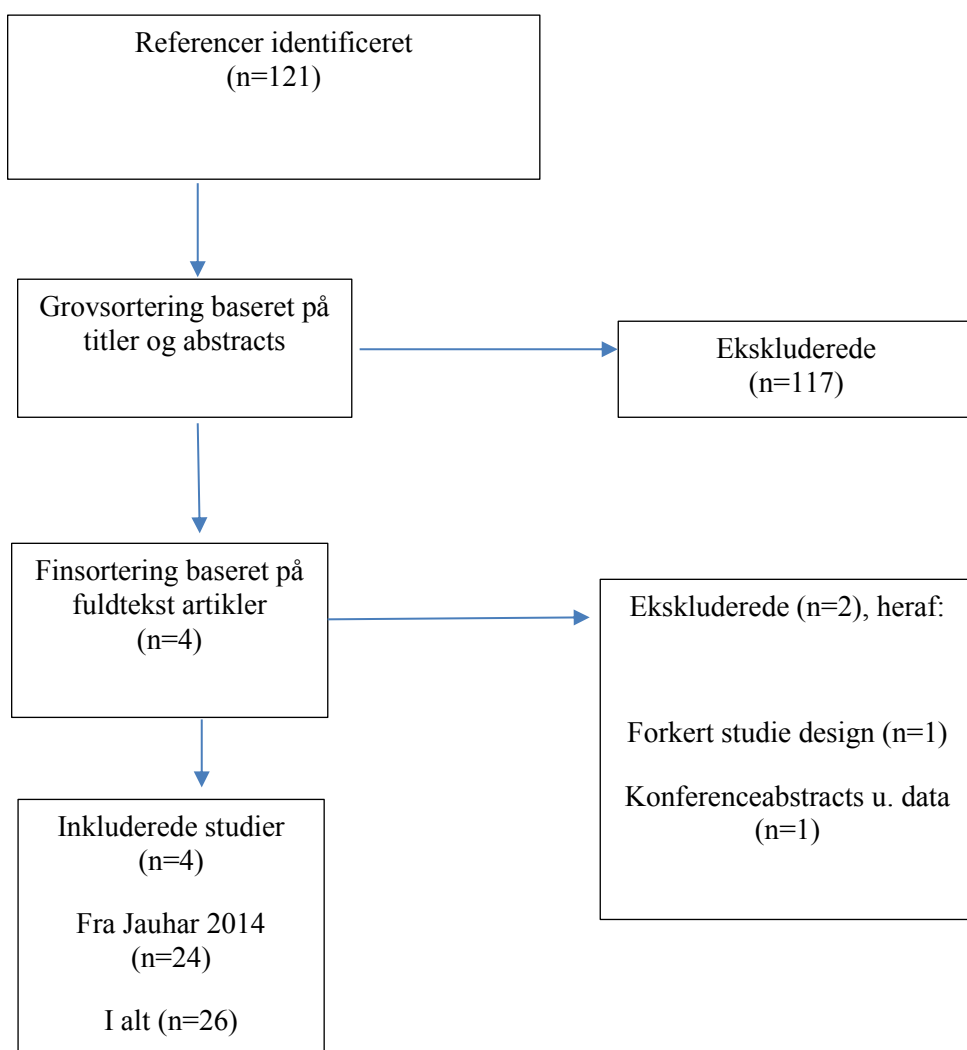 Referencer identificeret
(n=121)
Grovsortering baseret på
titler og abstracts
Ekskluderede
(n=117)
Finsortering baseret på
fuldtekst artikler
(n=4)
Ekskluderede (n=2), heraf:
Forkert studie design (n=1)
Konferenceabstracts u. data
(n=1)
Inkluderede studier
(n=4)
Fra Jauhar 2014
(n=24)
I alt (n=26)